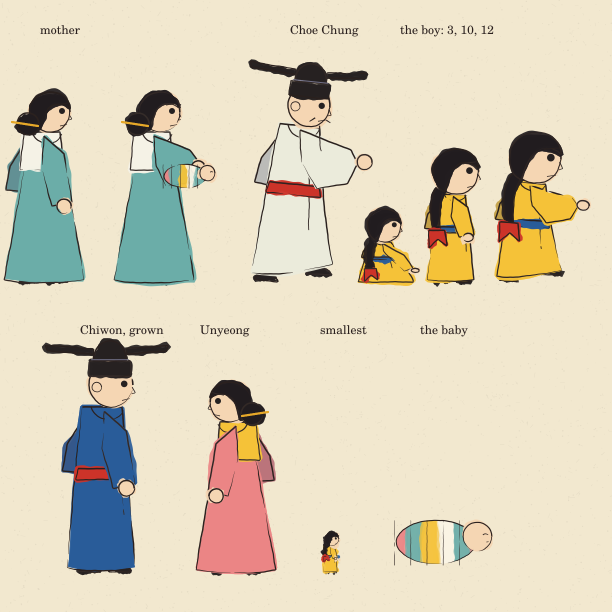 mother
Choe Chung
the boy: 3, 10, 12
Chiwon, grown
Unyeong
smallest
the baby